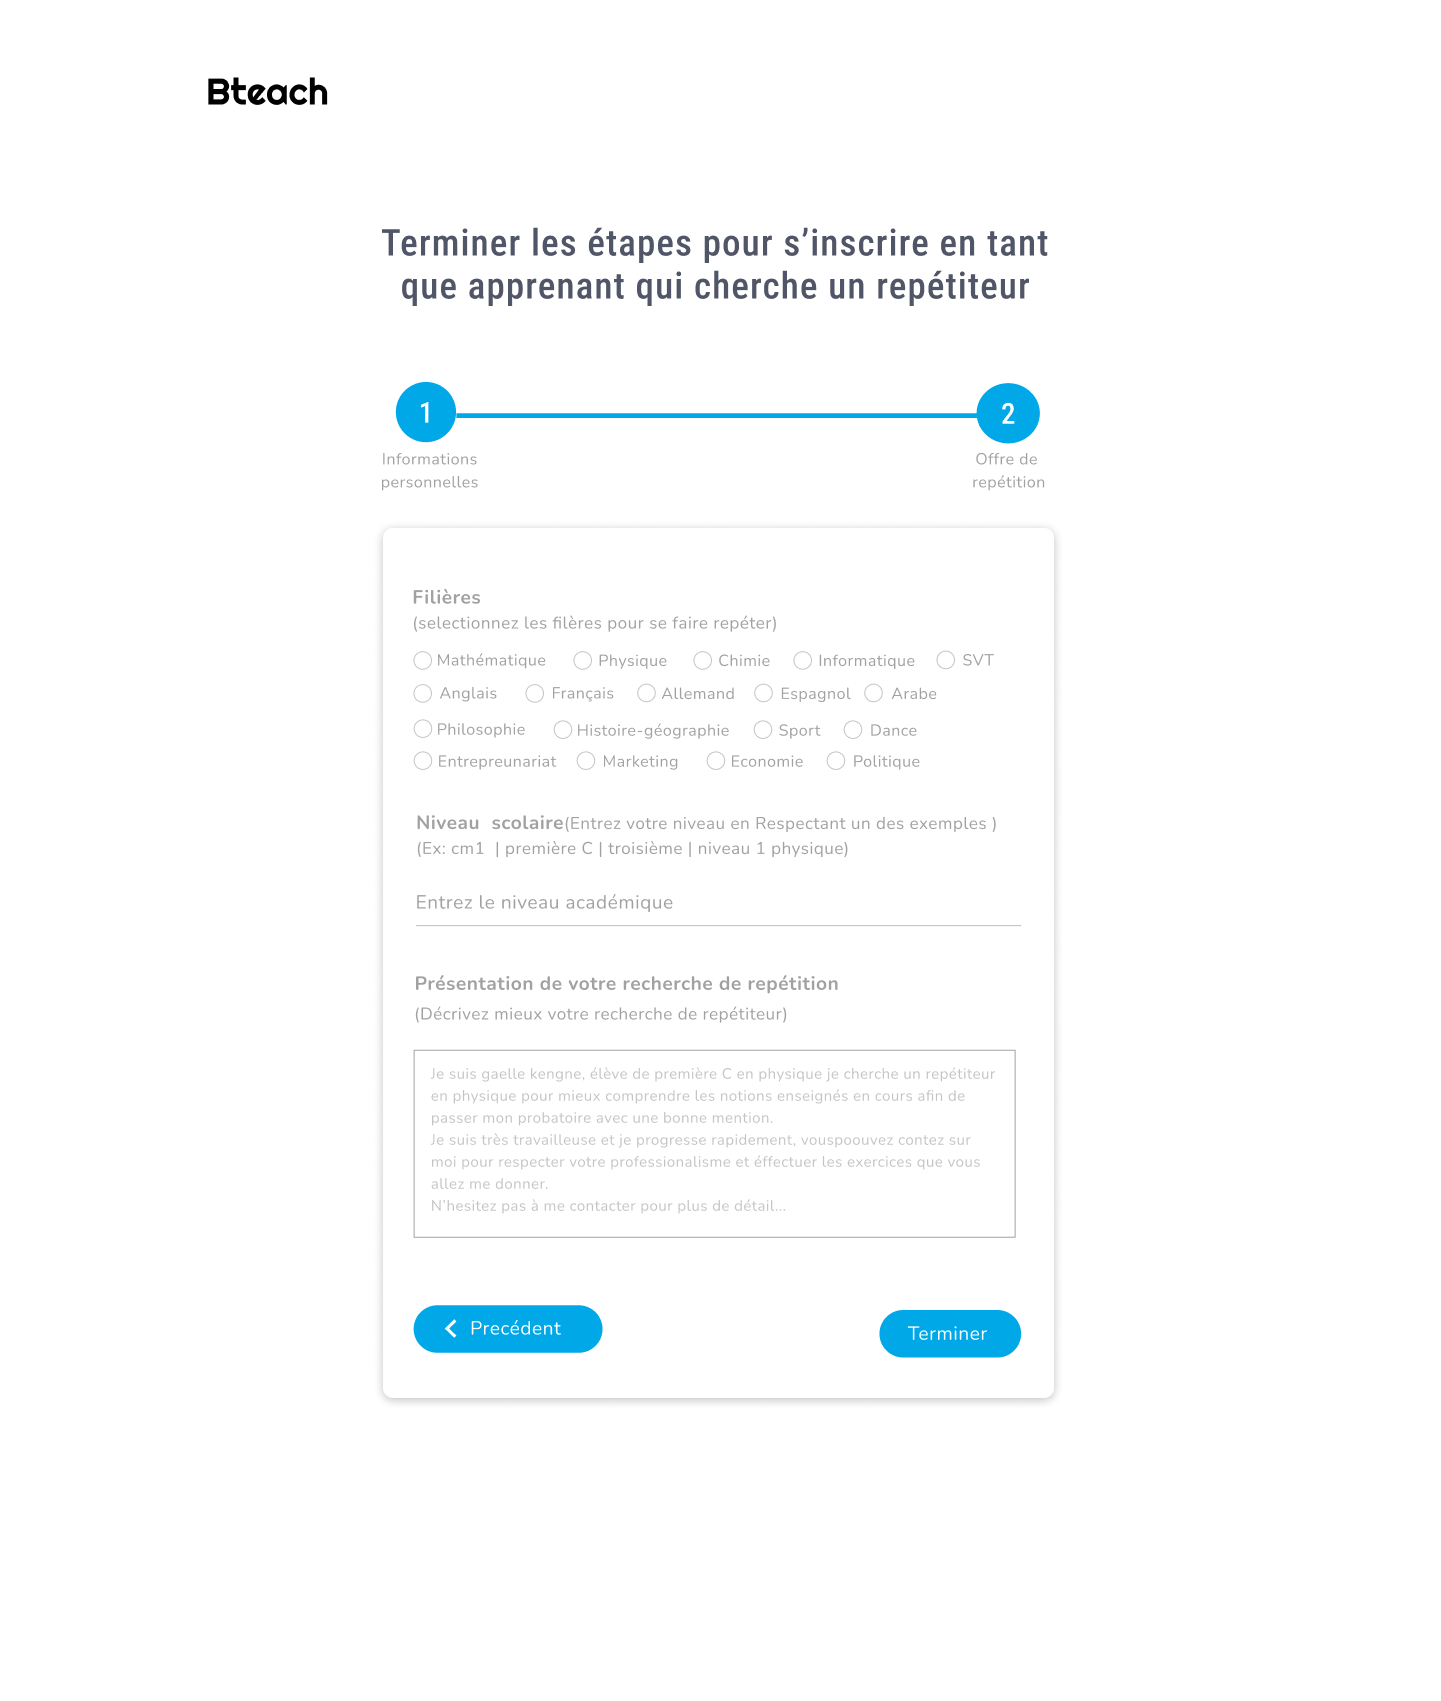 Bteach
Terminer les étapes pour s’inscrire en tant
que apprenant qui cherche un repétiteur
1
2
Informations
personnelles
Offre de
repétition
Filières
(selectionnez les filères pour se faire repéter)
Mathématique Physique Chimie Informatique SVT
Anglais Français Allemand Espagnol Arabe
Philosophie Histoire-géographie Sport Dance
Entrepreunariat Marketing Economie Politique
Niveau scolaire(Entrez votre niveau en Respectant un des exemples )
(Ex: cm1 | première C | troisième | niveau 1 physique)
Entrez le niveau académique
Présentation de votre recherche de repétition
(Décrivez mieux votre recherche de repétiteur)
Je suis gaelle kengne, élève de première C en physique je cherche un repétiteur
en physique pour mieux comprendre les notions enseignés en cours afin de
passer mon probatoire avec une bonne mention.
Je suis très travailleuse et je progresse rapidement, vouspoouvez contez sur
moi pour respecter votre professionalisme et éffectuer les exercices que vous
allez me donner.
N’hesitez pas à me contacter pour plus de détail...
Precédent
Terminer